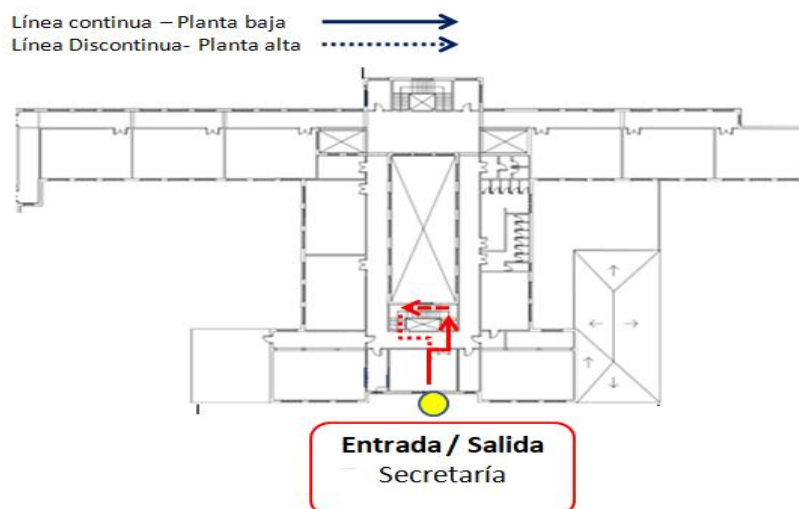 Línea continua – Planta baja
Línea Discontinua- Planta alta
Entrada / Salida
Secretaría